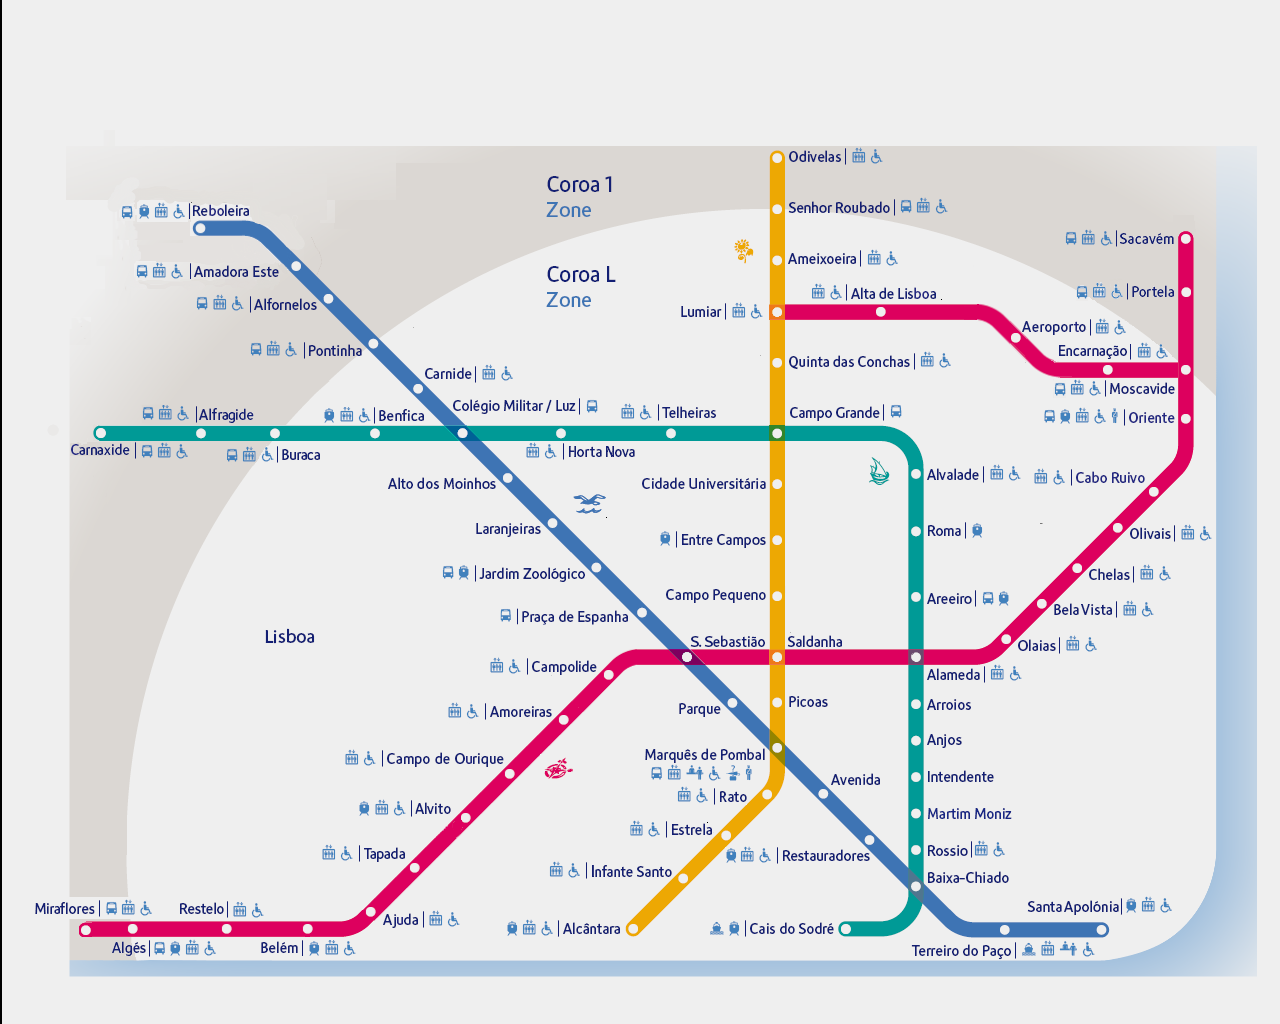 Odivelas
Coroa 1
Zone
Senhor Roubado
Reboleira
Sacavém
Ameixoeira
Amadora Este
Coroa L
Zone
Alta de Lisboa
Portela
Alfornelos
Lumiar
Aeroporto
Pontinha
Encarnação
Quinta das Conchas
Carnide
Moscavide
Colégio Militar / Luz
Alfragide
Benfica
Telheiras
Campo Grande
Oriente
Carnaxide
Buraca
Horta Nova
Alvalade
Cabo Ruivo
Alto dos Moinhos
Cidade Universitária
Laranjeiras
Roma
Olivais
Entre Campos
Jardim Zoológico
Chelas
Campo Pequeno
Areeiro
Bela Vista
Praça de Espanha
Lisboa
S. Sebastião
Saldanha
Olaias
Campolide
Alameda
Parque
Picoas
Arroios
Amoreiras
Anjos
Marquês de Pombal
Campo de Ourique
Intendente
Avenida
Rato
Alvito
Martim Moniz
Estrela
Tapada
Restauradores
Rossio
Infante Santo
Baixa-Chiado
Miraflores
Restelo
Santa Apolónia
Ajuda
Alcântara
Cais do Sodré
Algés
Belém
Terreiro do Paço